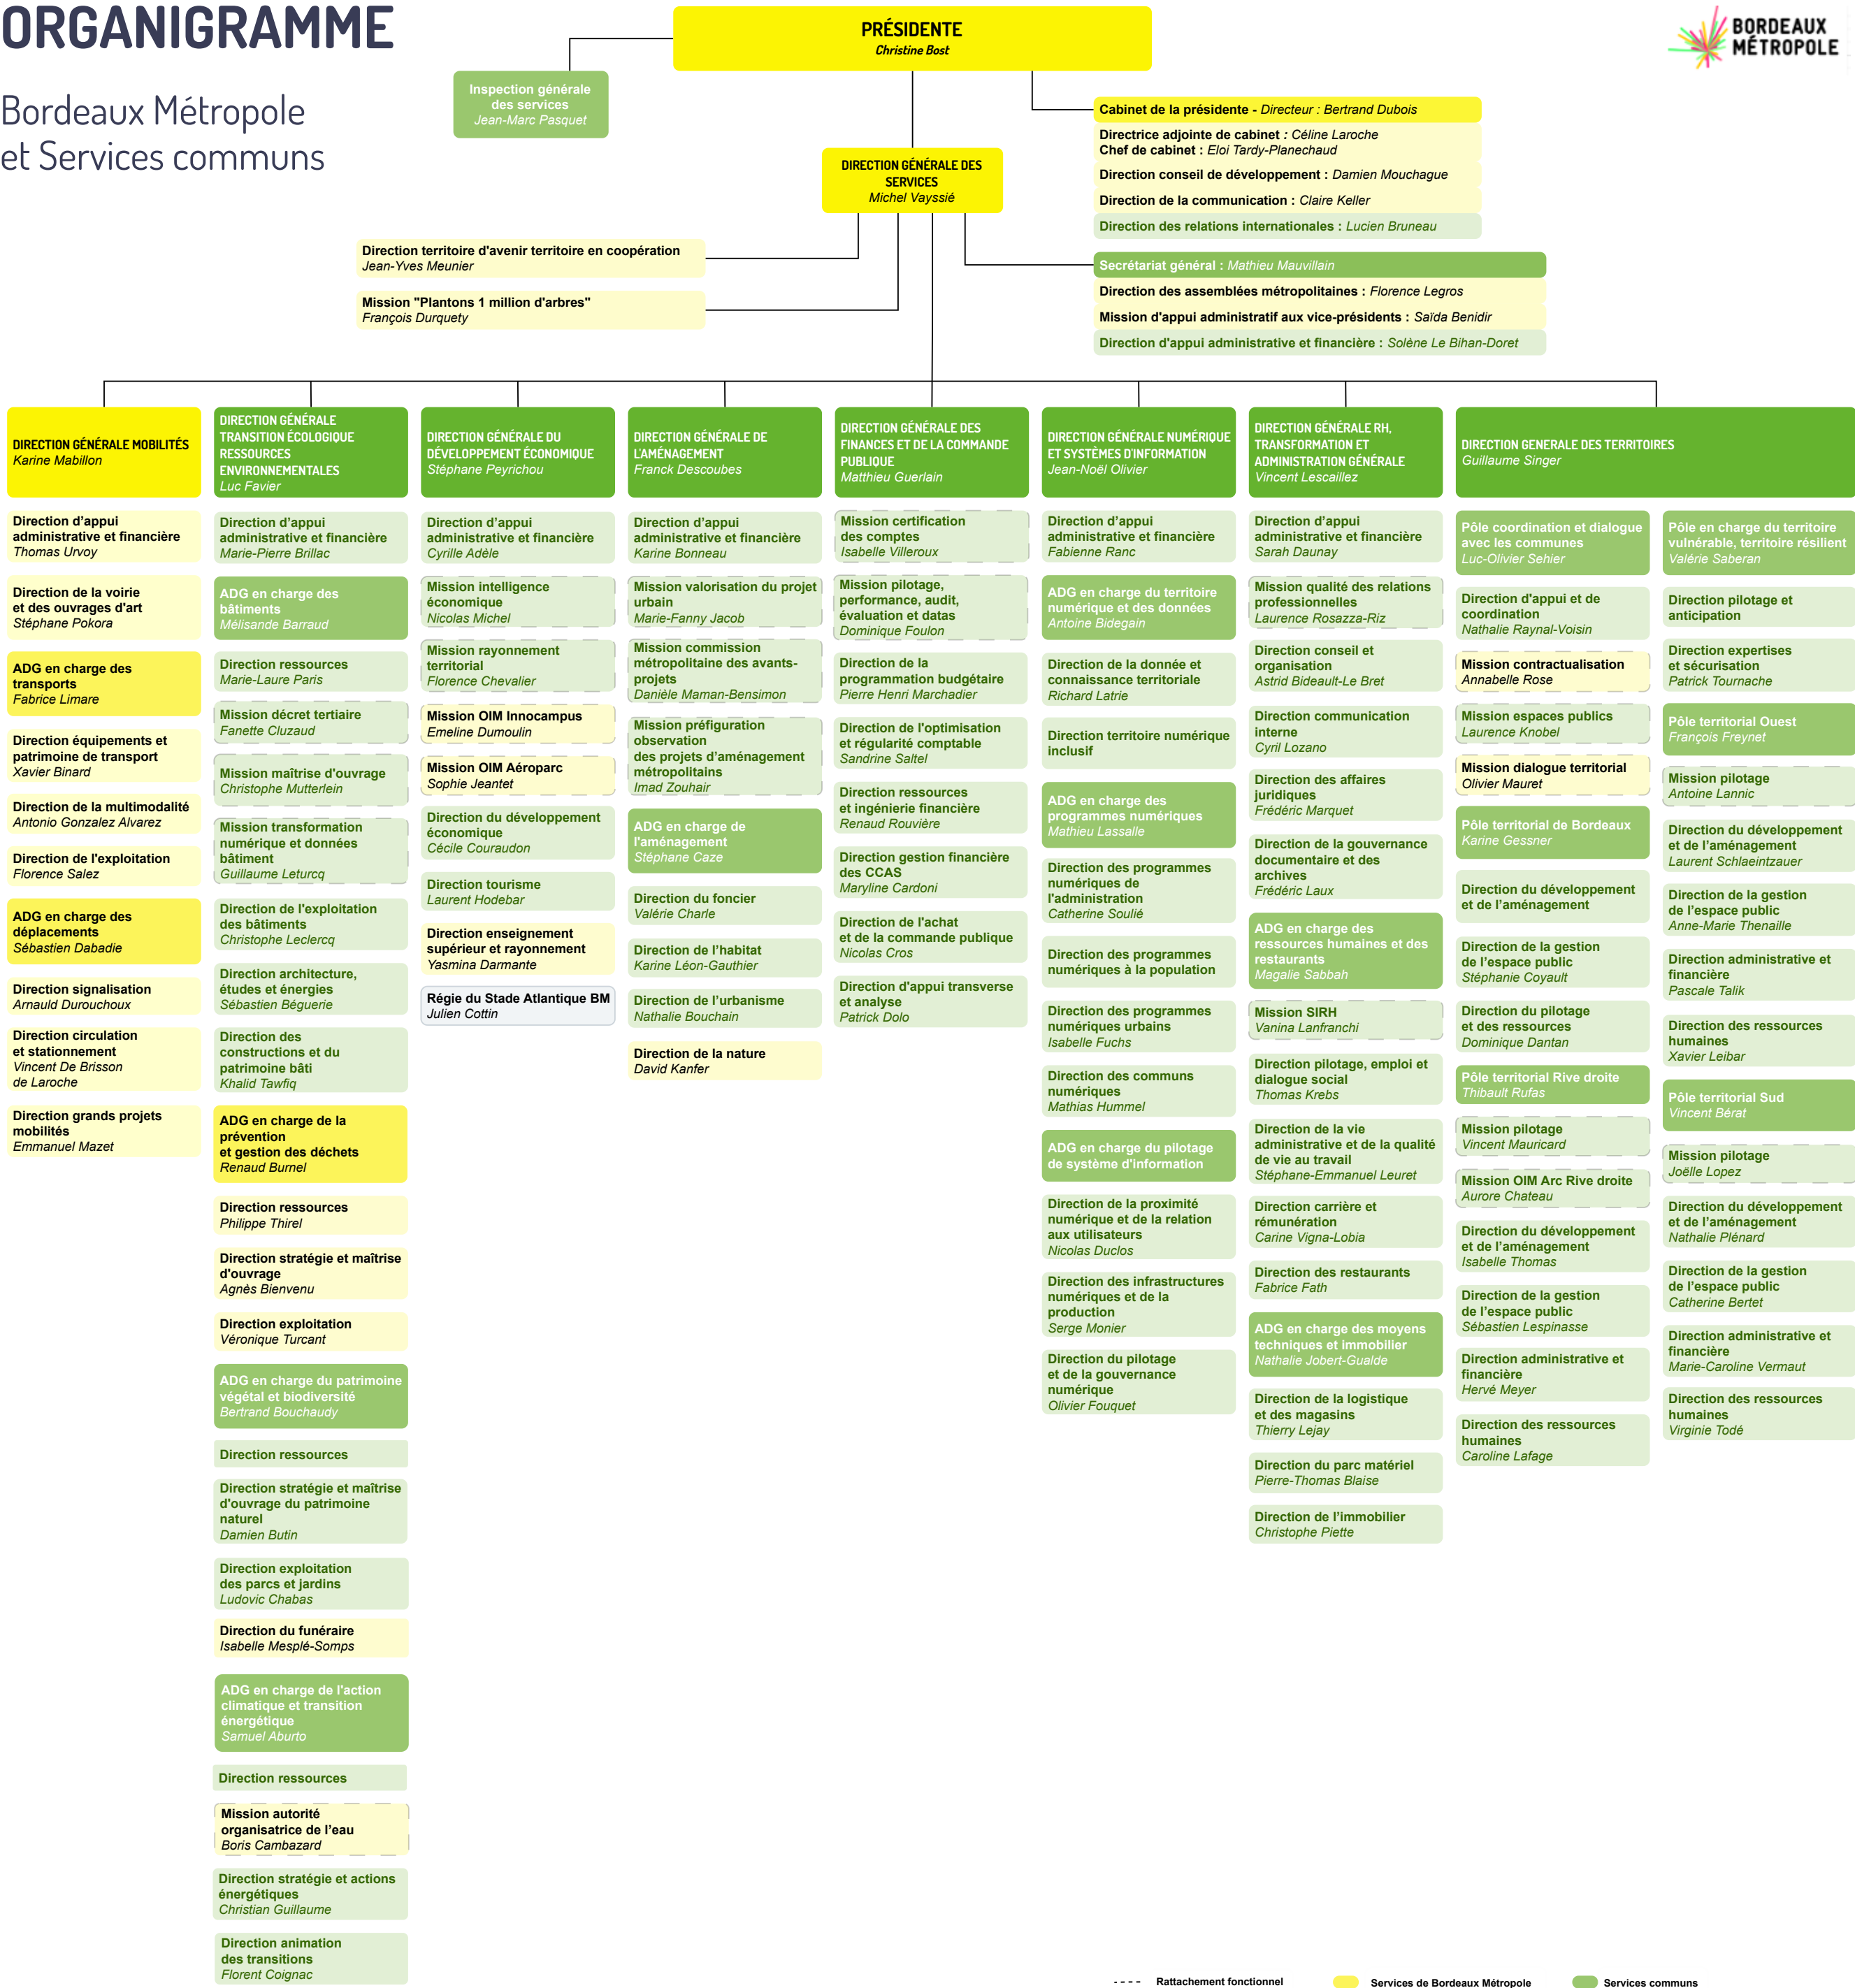 ORGANIGRAMME
Bordeaux Métropole
et Services communs
BORDEAUX
MÉTROPOLE
PRÉSIDENTE
Christine Bost
Inspection générale
des services
Jean-Marc Pasquet
Cabinet de la présidente - Directeur : Bertrand Dubois
Directrice adjointe de cabinet : Céline Laroche
Chef de cabinet : Eloi Tardy-Planechaud
Direction conseil de développement : Damien Mouchague
Direction de la communication : Claire Keller
Direction des relations internationales : Lucien Bruneau
DIRECTION GÉNÉRALE DES
SERVICES
Michel Vayssié
Direction territoire d'avenir territoire en coopération
Jean-Yves Meunier
Mission "Plantons 1 million d'arbres"
François Durquety
Secrétariat général : Mathieu Mauvillain
Direction des assemblées métropolitaines : Florence Legros
Mission d'appui administratif aux vice-présidents : Saïda Benidir
Direction d'appui administrative et financière : Solène Le Bihan-Doret
DIRECTION GÉNÉRALE MOBILITÉS
Karine Mabillon
Direction d’appui
administrative et financière
Thomas Urvoy
Direction de la voirie
et des ouvrages d'art
Stéphane Pokora
ADG en charge des
transports
Fabrice Limare
Direction équipements et
patrimoine de transport
Xavier Binard
Direction de la multimodalité
Antonio Gonzalez Alvarez
Direction de l'exploitation
Florence Salez
ADG en charge des
déplacements
Sébastien Dabadie
Direction signalisation
Arnauld Durouchoux
Direction circulation
et stationnement
Vincent De Brisson
de Laroche
Direction grands projets
mobilités
Emmanuel Mazet
DIRECTION GÉNÉRALE
TRANSITION ÉCOLOGIQUE
RESSOURCES
ENVIRONNEMENTALES
Luc Favier
Direction d’appui
administrative et financière
Marie-Pierre Brillac
ADG en charge des
bâtiments
Mélisande Barraud
Direction ressources
Marie-Laure Paris
Mission décret tertiaire
Fanette Cluzaud
Mission maîtrise d'ouvrage
Christophe Mutterlein
Mission transformation
numérique et données
bâtiment
Guillaume Leturcq
Direction de l'exploitation
des bâtiments
Christophe Leclercq
Direction architecture,
études et énergies
Sébastien Béguerie
Direction des
constructions et du
patrimoine bâti
Khalid Tawfiq
ADG en charge de la
prévention
et gestion des déchets
Renaud Burnel
Direction ressources
Philippe Thirel
Direction stratégie et maîtrise
d'ouvrage
Agnès Bienvenu
Direction exploitation
Véronique Turcant
ADG en charge du patrimoine
végétal et biodiversité
Bertrand Bouchaudy
Direction ressources
Direction stratégie et maîtrise
d'ouvrage du patrimoine
naturel
Damien Butin
Direction exploitation
des parcs et jardins
Ludovic Chabas
Direction du funéraire
Isabelle Mesplé-Somps
ADG en charge de l'action
climatique et transition
énergétique
Samuel Aburto
Direction ressources
Mission autorité
organisatrice de l’eau
Boris Cambazard
Direction stratégie et actions
énergétiques
Christian Guillaume
Direction animation
des transitions
Florent Coignac
DIRECTION GÉNÉRALE DU
DÉVELOPPEMENT ÉCONOMIQUE
Stéphane Peyrichou
Direction d’appui
administrative et financière
Cyrille Adèle
Mission intelligence
économique
Nicolas Michel
Mission rayonnement
territorial
Florence Chevalier
Mission OIM Innocampus
Emeline Dumoulin
Mission OIM Aéroparc
Sophie Jeantet
Direction du développement
économique
Cécile Couraudon
Direction tourisme
Laurent Hodebar
Direction enseignement
supérieur et rayonnement
Yasmina Darmante
Régie du Stade Atlantique BM
Julien Cottin
DIRECTION GÉNÉRALE DE
L'AMÉNAGEMENT
Franck Descoubes
Direction d’appui
administrative et financière
Karine Bonneau
Mission valorisation du projet
urbain
Marie-Fanny Jacob
Mission commission
métropolitaine des avants-
projets
Danièle Maman-Bensimon
Mission préfiguration
observation
des projets d’aménagement
métropolitains
Imad Zouhair
ADG en charge de
l'aménagement
Stéphane Caze
Direction du foncier
Valérie Charle
Direction de l’habitat
Karine Léon-Gauthier
Direction de l’urbanisme
Nathalie Bouchain
Direction de la nature
David Kanfer
DIRECTION GÉNÉRALE DES
FINANCES ET DE LA COMMANDE
PUBLIQUE
Matthieu Guerlain
Mission certification
des comptes
Isabelle Villeroux
Mission pilotage,
performance, audit,
évaluation et datas
Dominique Foulon
Direction de la
programmation budgétaire
Pierre Henri Marchadier
Direction de l'optimisation
et régularité comptable
Sandrine Saltel
Direction ressources
et ingénierie financière
Renaud Rouvière
Direction gestion financière
des CCAS
Maryline Cardoni
Direction de l'achat
et de la commande publique
Nicolas Cros
Direction d'appui transverse
et analyse
Patrick Dolo
DIRECTION GÉNÉRALE NUMÉRIQUE
ET SYSTÈMES D'INFORMATION
Jean-Noël Olivier
Direction d’appui
administrative et financière
Fabienne Ranc
ADG en charge du territoire
numérique et des données
Antoine Bidegain
Direction de la donnée et
connaissance territoriale
Richard Latrie
Direction territoire numérique
inclusif
ADG en charge des
programmes numériques
Mathieu Lassalle
Direction des programmes
numériques de
l'administration
Catherine Soulié
Direction des programmes
numériques à la population
Direction des programmes
numériques urbains
Isabelle Fuchs
Direction des communs
numériques
Mathias Hummel
ADG en charge du pilotage
de système d'information
Direction de la proximité
numérique et de la relation
aux utilisateurs
Nicolas Duclos
Direction des infrastructures
numériques et de la
production
Serge Monier
Direction du pilotage
et de la gouvernance
numérique
Olivier Fouquet
DIRECTION GÉNÉRALE RH,
TRANSFORMATION ET
ADMINISTRATION GÉNÉRALE
Vincent Lescaillez
Direction d’appui
administrative et financière
Sarah Daunay
Mission qualité des relations
professionnelles
Laurence Rosazza-Riz
Direction conseil et
organisation
Astrid Bideault-Le Bret
Direction communication
interne
Cyril Lozano
Direction des affaires
juridiques
Frédéric Marquet
Direction de la gouvernance
documentaire et des
archives
Frédéric Laux
ADG en charge des
ressources humaines et des
restaurants
Magalie Sabbah
Mission SIRH
Vanina Lanfranchi
Direction pilotage, emploi et
dialogue social
Thomas Krebs
Direction de la vie
administrative et de la qualité
de vie au travail
Stéphane-Emmanuel Leuret
Direction carrière et
rémunération
Carine Vigna-Lobia
Direction des restaurants
Fabrice Fath
ADG en charge des moyens
techniques et immobilier
Nathalie Jobert-Gualde
Direction de la logistique
et des magasins
Thierry Lejay
Direction du parc matériel
Pierre-Thomas Blaise
Direction de l’immobilier
Christophe Piette
DIRECTION GENERALE DES TERRITOIRES
Guillaume Singer
Pôle coordination et dialogue
avec les communes
Luc-Olivier Sehier
Direction d'appui et de
coordination
Nathalie Raynal-Voisin
Mission contractualisation
Annabelle Rose
Mission espaces publics
Laurence Knobel
Mission dialogue territorial
Olivier Mauret
Pôle territorial de Bordeaux
Karine Gessner
Direction du développement
et de l’aménagement
Direction de la gestion
de l’espace public
Stéphanie Coyault
Direction du pilotage
et des ressources
Dominique Dantan
Pôle territorial Rive droite
Thibault Rufas
Mission pilotage
Vincent Mauricard
Mission OIM Arc Rive droite
Aurore Chateau
Direction du développement
et de l’aménagement
Isabelle Thomas
Direction de la gestion
de l’espace public
Sébastien Lespinasse
Direction administrative et
financière
Hervé Meyer
Direction des ressources
humaines
Caroline Lafage
Pôle en charge du territoire
vulnérable, territoire résilient
Valérie Saberan
Direction pilotage et
anticipation
Direction expertises
et sécurisation
Patrick Tournache
Pôle territorial Ouest
François Freynet
Mission pilotage
Antoine Lannic
Direction du développement
et de l’aménagement
Laurent Schlaeintzauer
Direction de la gestion
de l’espace public
Anne-Marie Thenaille
Direction administrative et
financière
Pascale Talik
Direction des ressources
humaines
Xavier Leibar
Pôle territorial Sud
Vincent Bérat
Mission pilotage
Joëlle Lopez
Direction du développement
et de l’aménagement
Nathalie Plénard
Direction de la gestion
de l’espace public
Catherine Bertet
Direction administrative et
financière
Marie-Caroline Vermaut
Direction des ressources
humaines
Virginie Todé
Rattachement fonctionnel
Services de Bordeaux Métropole
Services communs